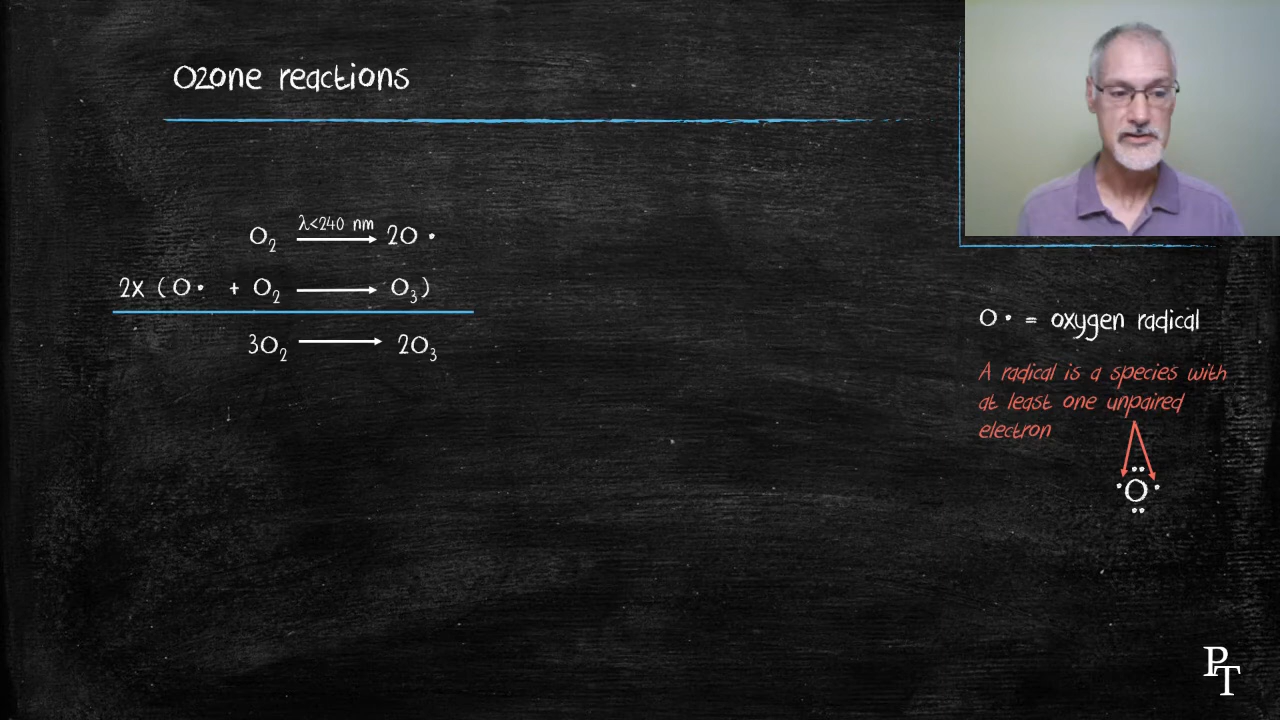 Ozone reactions
λ<240 nm
O₂ → 2O •
2x (O• + O₂ → O₃)
3O₂ → 2O₃
O • = oxygen radical
A radical is a species with
at least one unpaired
electron
O
PT